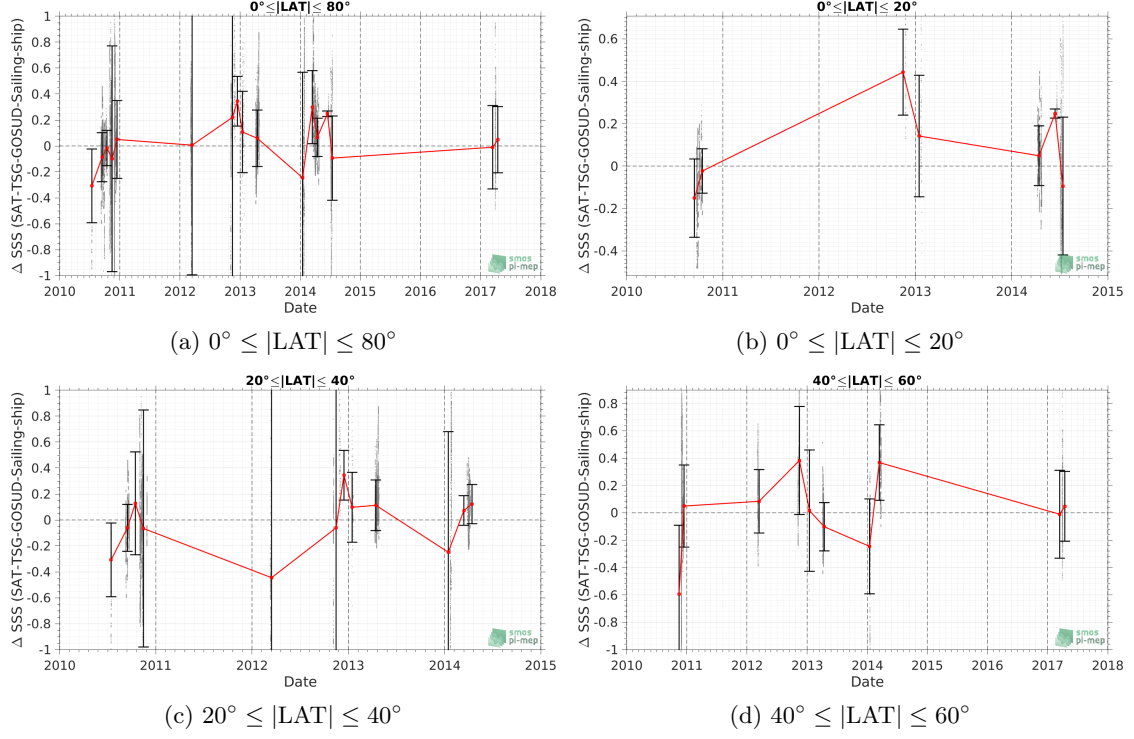 0°≤|LAT|≤ 80°
Δ SSS (SAT-TSG-GOSUD-Sailing-ship)
1
0.8
0.6
0.4
0.2
0
-0.2
-0.4
-0.6
-0.8
-1
2010 2011 2012 2013 2014 2015 2016 2017 2018
Date
smos
pi-mep
(a) 0° ≤ |LAT| ≤ 80°
0°≤|LAT|≤ 20°
Δ SSS (SAT-TSG-GOSUD-Sailing-ship)
0.6
0.4
0.2
0
-0.2
-0.4
2010 2011 2012 2013 2014 2015
Date
smos
pi-mep
(b) 0° ≤ |LAT| ≤ 20°
20°≤|LAT|≤ 40°
Δ SSS (SAT-TSG-GOSUD-Sailing-ship)
1
0.8
0.6
0.4
0.2
0
-0.2
-0.4
-0.6
-0.8
-1
2010 2011 2012 2013 2014 2015
Date
smos
pi-mep
(c) 20° ≤ |LAT| ≤ 40°
40°≤|LAT|≤ 60°
Δ SSS (SAT-TSG-GOSUD-Sailing-ship)
0.8
0.6
0.4
0.2
0
-0.2
-0.4
-0.6
-0.8
-1
2010 2011 2012 2013 2014 2015 2016 2017 2018
Date
smos
pi-mep
(d) 40° ≤ |LAT| ≤ 60°